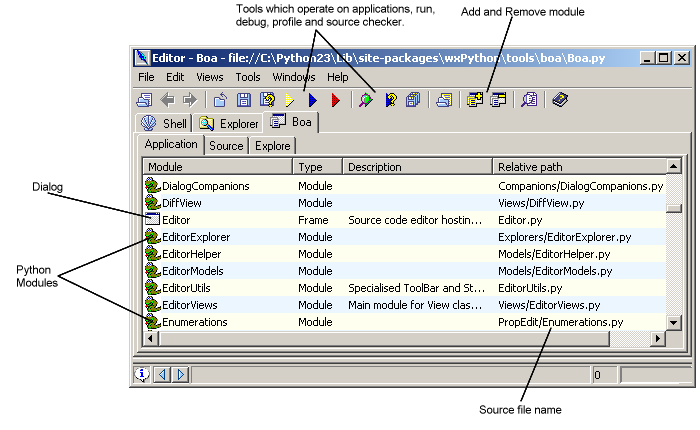 Tools which operate on applications, run,
debug, profile and source checker.
Add and Remove module
Editor - Boa - file://C:\Python23\Lib\site-packages\wxPython\tools\boa\Boa.py
File Edit Views Tools Windows Help
Shell Explorer Boa
Application Source Explore
Module Type Description Relative path
DialogCompanions Module Companions/DialogCompanions.py
DiffView Module Views/DiffView.py
Dialog
Editor Frame Source code editor hostin... Editor.py
EditorExplorer Module Explorers/EditorExplorer.py
EditorHelper Module Models/EditorHelper.py
Python
Modules
EditorModels Module Models/EditorModels.py
EditorUtils Module Specialised ToolBar and St... EditorUtils.py
EditorViews Module Main module for View clas... Views/EditorViews.py
Enumerations Module PropEdit/Enumerations.py
0
Source file name